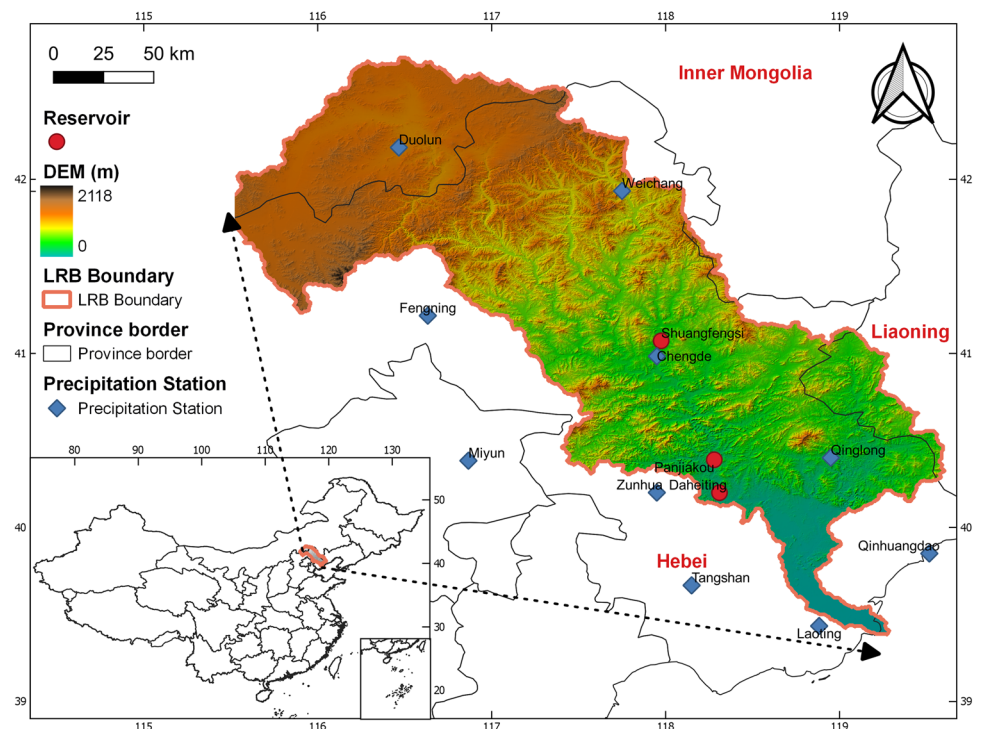 115 116 117 118 119
0 25 50 km
Inner Mongolia
Reservoir
Duolun
DEM (m)
42 42
2118
Weichang
0
LRB Boundary
LRB Boundary
Fengning
Province border
Shuangfengsi
Liaoning
41 Province border 41
Chengde
Precipitation Station
Precipitation Station
80 90 100 110 120 130
Miyun
Qinglong
Panjiakou
Zunhua Daheiting
50
40 40
Qinhuangdao
Hebei
40
Tangshan
30
Laoting
20
39 39
115 116 117 118 119